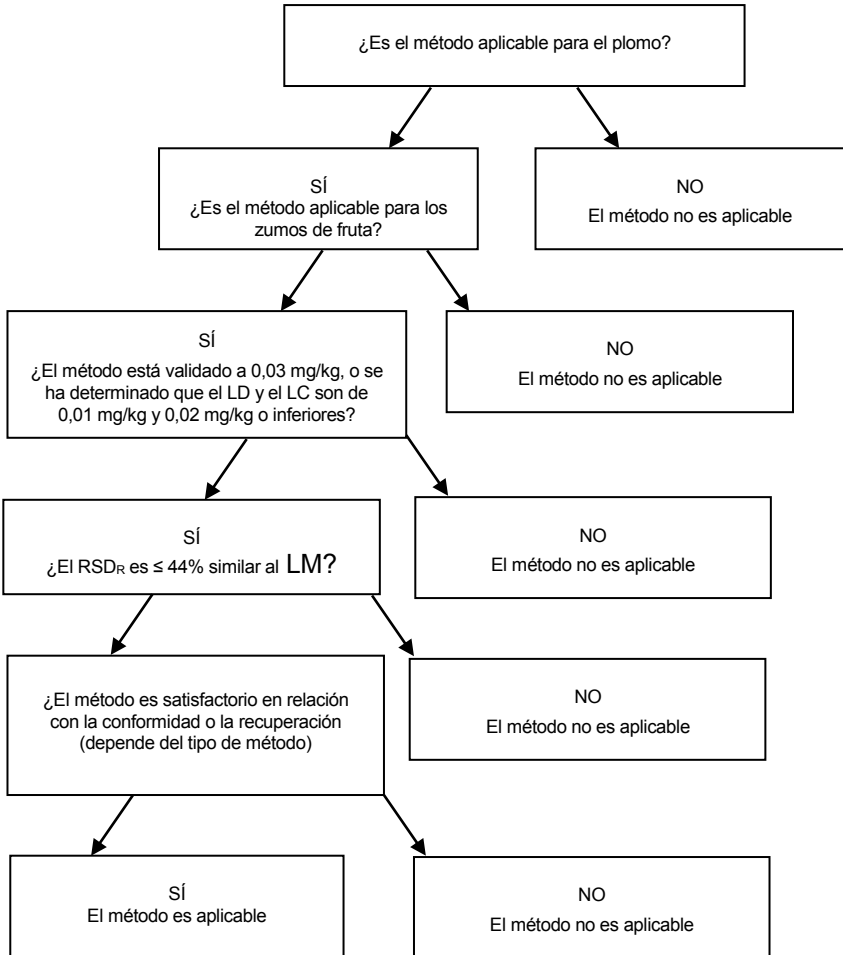 ¿Es el método aplicable para el plomo?
SÍ
¿Es el método aplicable para los
zumos de fruta?
NO
El método no es aplicable
SÍ
¿El método está validado a 0,03 mg/kg, o se
ha determinado que el LD y el LC son de
0,01 mg/kg y 0,02 mg/kg o inferiores?
NO
El método no es aplicable
SÍ
¿El RSDR es ≤ 44% similar al LM?
NO
El método no es aplicable
¿El método es satisfactorio en relación
con la conformidad o la recuperación
(depende del tipo de método)
NO
El método no es aplicable
SÍ
El método es aplicable
NO
El método no es aplicable